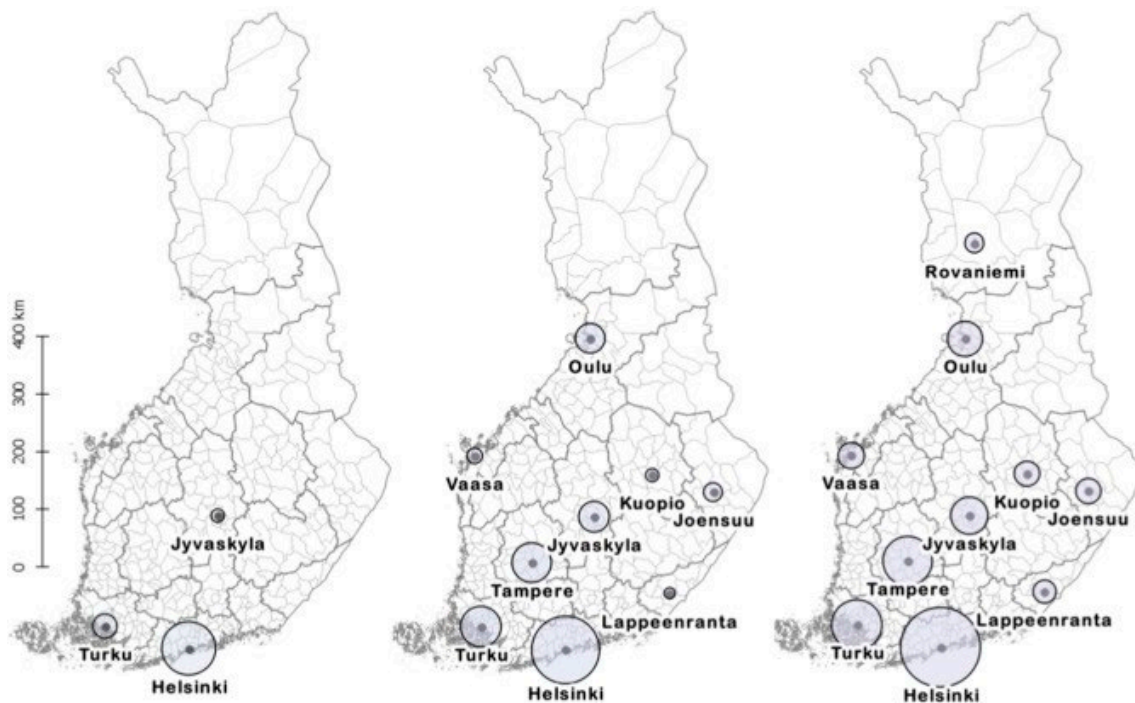 400 km
300
200
100
0
Jyvaskyla
Turku
Helsinki
Oulu
Vaasa
Kuopio
Joensuu
Jyvaskyla
Tampere
Lappeenranta
Turku
Helsinki
Rovaniemi
Oulu
Vaasa
Kuopio
Joensuu
Jyvaskyla
Tampere
Lappeenranta
Turku
Helsinki